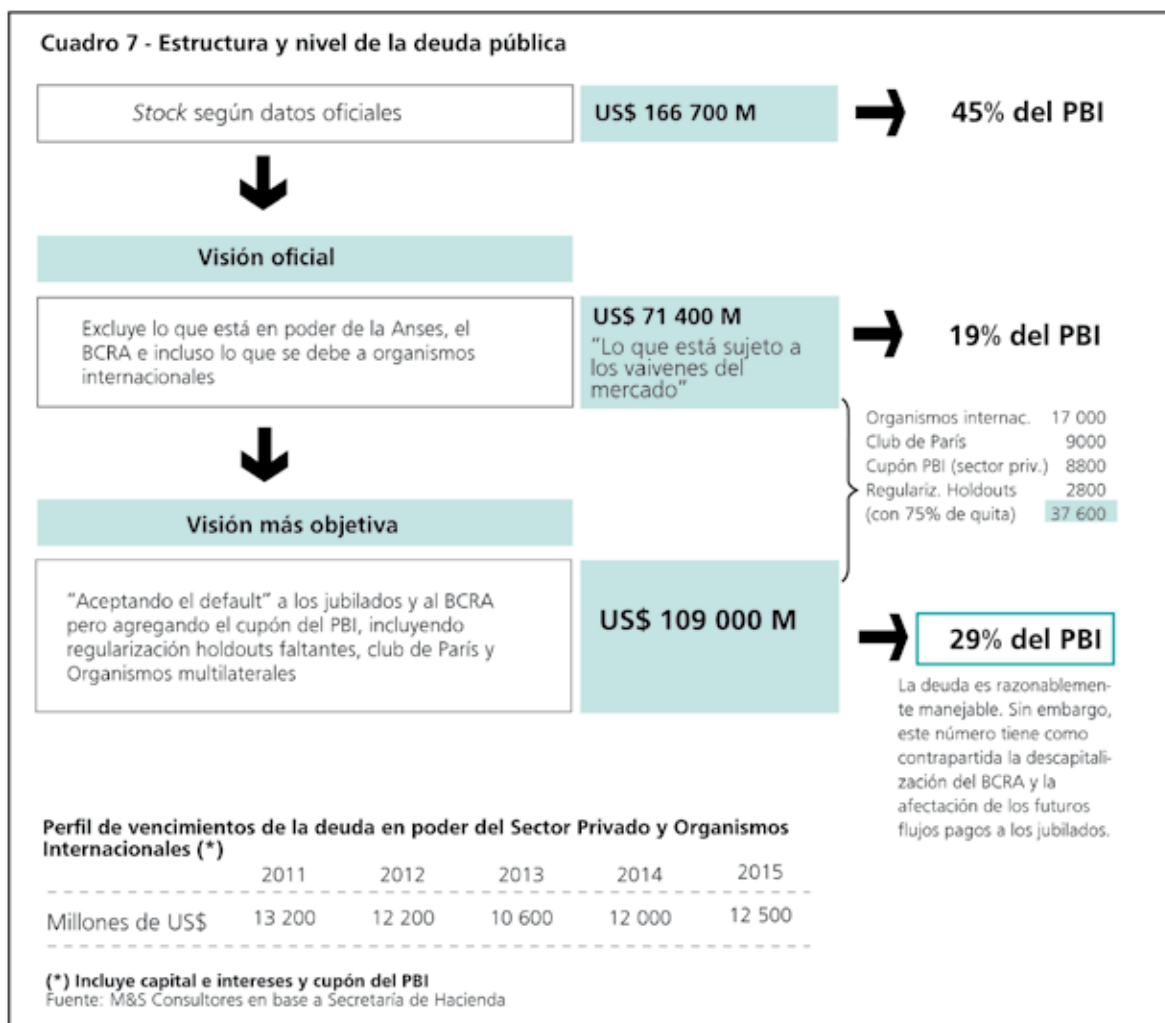 Cuadro 7 - Estructura y nivel de la deuda pública
Stock según datos oficiales
US$ 166 700 M
45% del PBI
Visión oficial
Excluye lo que está en poder de la Anses, el
BCRA e incluso lo que se debe a organismos
internacionales
US$ 71 400 M
"Lo que está sujeto a
los vaivenes del
mercado"
19% del PBI
Organismos internac. 17 000
Club de París 9000
Cupón PBI (sector priv.) 8800
Regulariz. Holdouts 2800
(con 75% de quita) 37 600
Visión más objetiva
"Aceptando el default" a los jubilados y al BCRA
pero agregando el cupón del PBI, incluyendo
regularización holdouts faltantes, club de París y
Organismos multilaterales
US$ 109 000 M
29% del PBI
La deuda es razonablemen-
te manejable. Sin embargo,
este número tiene como
contrapartida la descapitali-
zación del BCRA y la
afectación de los futuros
flujos pagos a los jubilados.
Perfil de vencimientos de la deuda en poder del Sector Privado y Organismos
Internacionales (*)
2011 2012 2013 2014 2015
Millones de US$ 13 200 12 200 10 600 12 000 12 500
(*) Incluye capital e intereses y cupón del PBI
Fuente: M&S Consultores en base a Secretaría de Hacienda